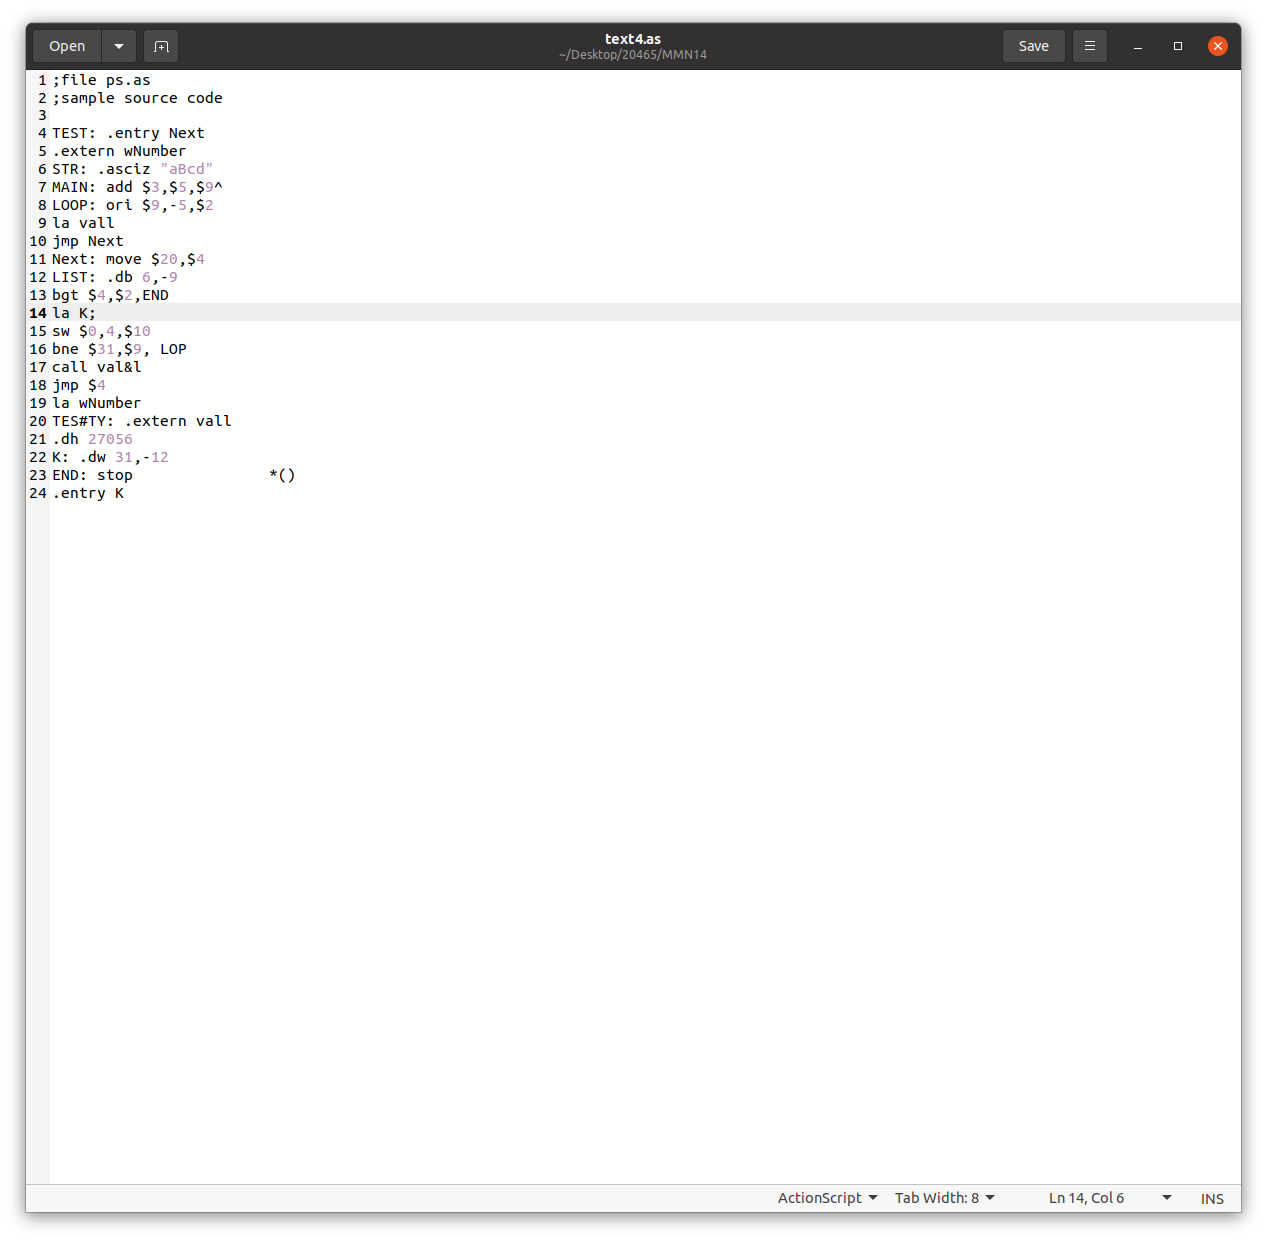 Open
text4.as
~/Desktop/20465/MMN14
Save
1 ;file ps.as
2 ;sample source code
3
4 TEST: .entry Next
5 .extern wNumber
6 STR: .asciz "aBcd"
7 MAIN: add $3,$5,$9^
8 LOOP: ori $9,-5,$2
9 la vall
10 jmp Next
11 Next: move $20,$4
12 LIST: .db 6,-9
13 bgt $4,$2,END
14 la K;
15 sw $0,4,$10
16 bne $31,$9, LOP
17 call val&l
18 jmp $4
19 la wNumber
20 TES#TY: .extern vall
21 .dh 27056
22 K: .dw 31,-12
23 END: stop               *()
24 .entry K
ActionScript Tab Width: 8 Ln 14, Col 6 INS